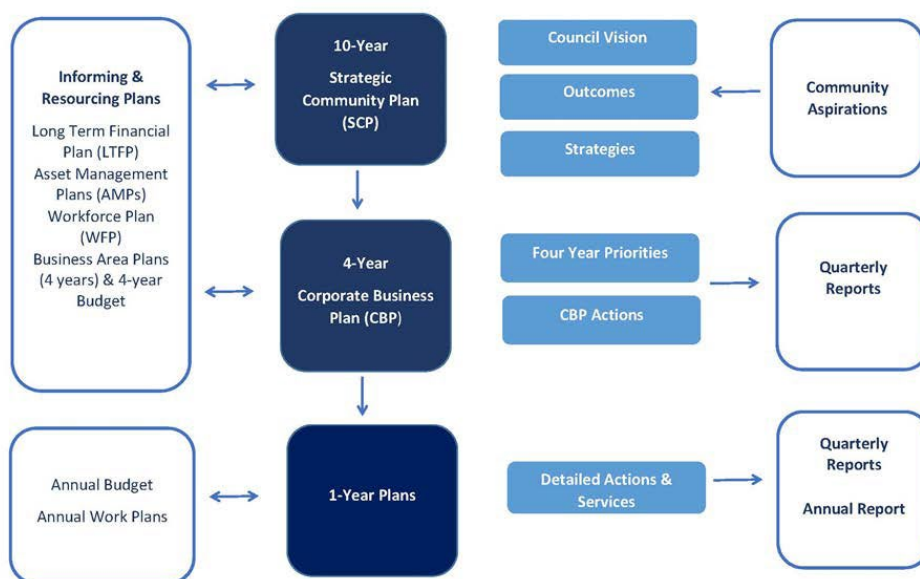 Informing &
Resourcing Plans
Long Term Financial
Plan (LTFP)
Asset Management
Plans (AMPs)
Workforce Plan
(WFP)
Business Area Plans
(4 years) & 4-year
Budget
10-Year
Strategic
Community Plan
(SCP)
Council Vision
Outcomes
Strategies
Community
Aspirations
4-Year
Corporate Business
Plan (CBP)
Four Year Priorities
CBP Actions
Quarterly
Reports
Annual Budget
Annual Work Plans
1-Year Plans
Detailed Actions &
Services
Quarterly
Reports
Annual Report